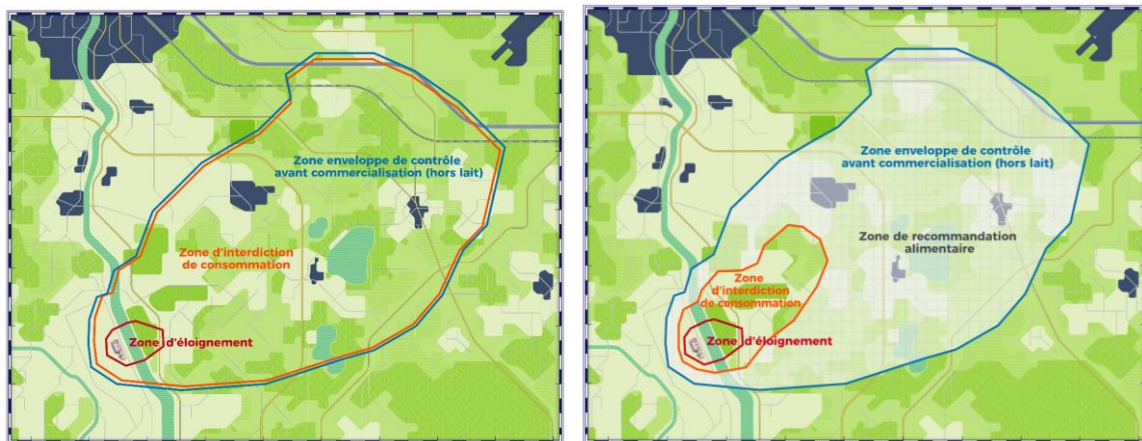 Zone enveloppe de contrôle
avant commercialisation (hors lait)
Zone d'interdiction
de consommation
Zone d'éloignement
Zone enveloppe de contrôle
avant commercialisation (hors lait)
Zone de recommandation
alimentaire
Zone
d'interdiction
de consommation
Zone d'éloignement